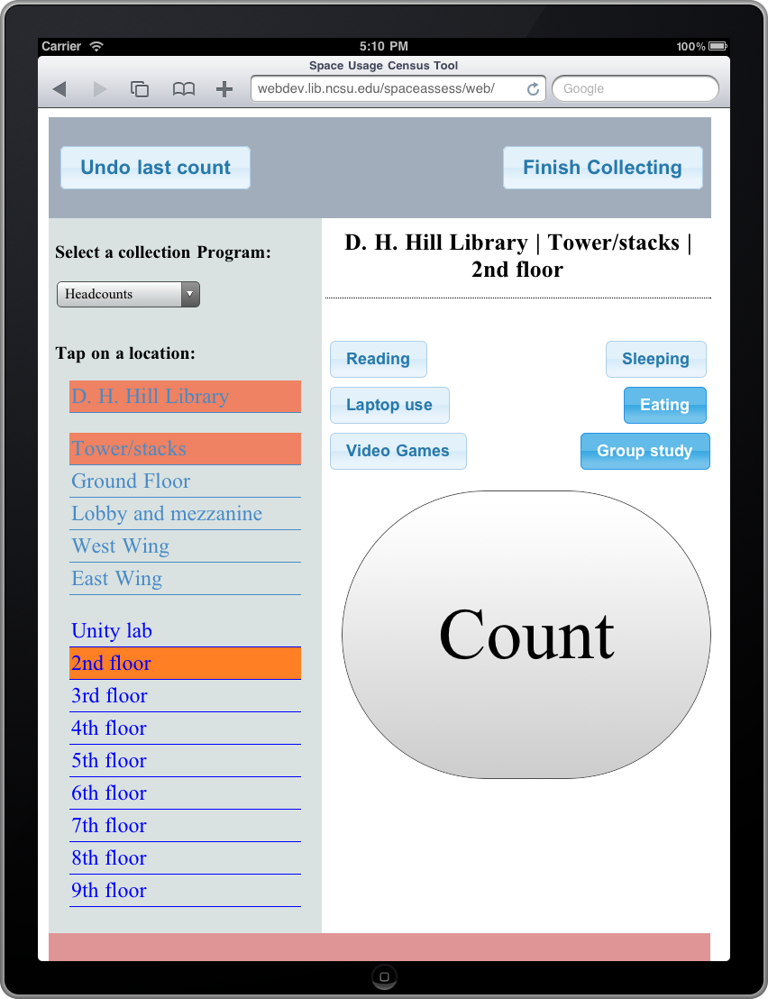 Carrier 5:10 PM 100%
Space Usage Census Tool
webdev.lib.ncsu.edu/spaceassess/web/ Google
Undo last count Finish Collecting
Select a collection Program:
Headcounts
Tap on a location:
D. H. Hill Library
Tower/stacks
Ground Floor
Lobby and mezzanine
West Wing
East Wing
Unity lab
2nd floor
3rd floor
4th floor
5th floor
6th floor
7th floor
8th floor
9th floor
D. H. Hill Library | Tower/stacks |
2nd floor
Reading Sleeping
Laptop use Eating
Video Games Group study
Count